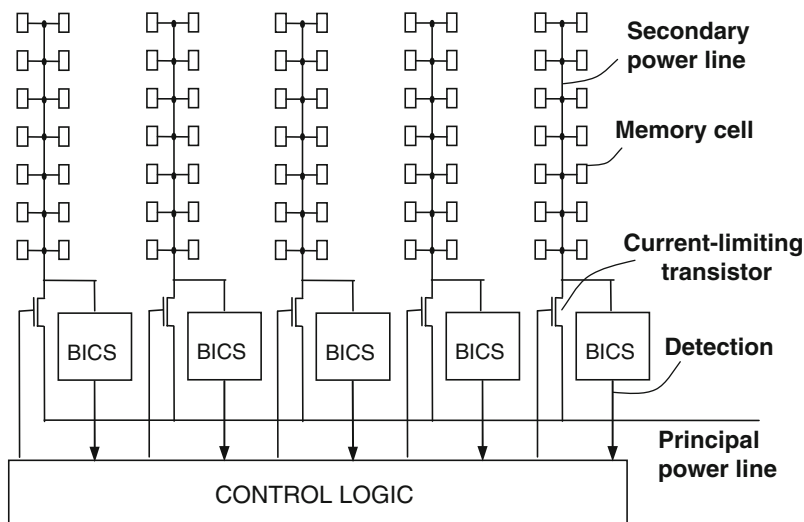 Secondary
power line
Memory cell
Current-limiting
transistor
BICS
BICS
BICS
BICS
BICS
Detection
Principal
power line
CONTROL LOGIC